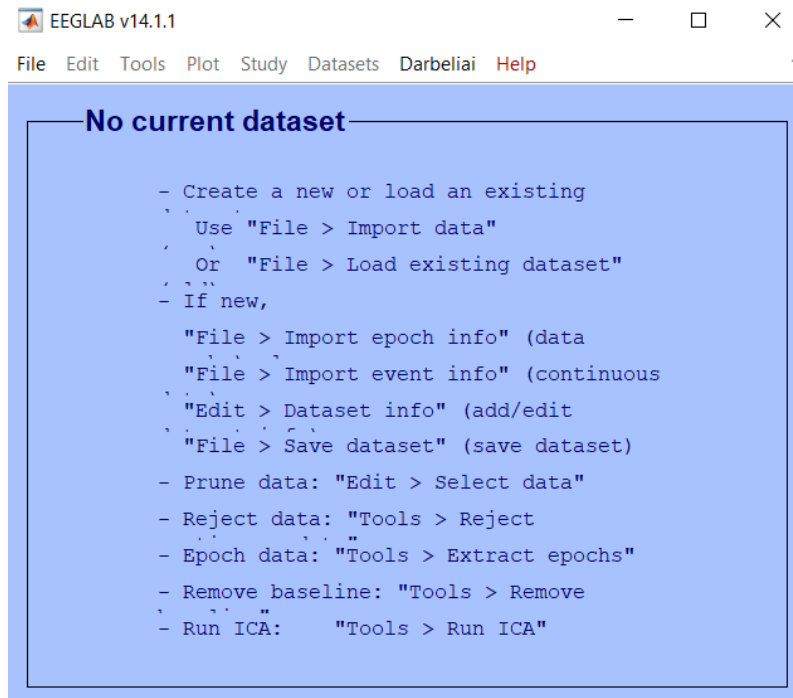 EEGLAB v14.1.1
File Edit Tools Plot Study Datasets Darbeliai Help
No current dataset
- Create a new or load an existing
Use "File > Import data"
Or "File > Load existing dataset"
- If new,
"File > Import epoch info" (data
"File > Import event info" (continuous
"Edit > Dataset info" (add/edit
"File > Save dataset" (save dataset)
- Prune data: "Edit > Select data"
- Reject data: "Tools > Reject
- Epoch data: "Tools > Extract epochs"
- Remove baseline: "Tools > Remove
- Run ICA: "Tools > Run ICA"